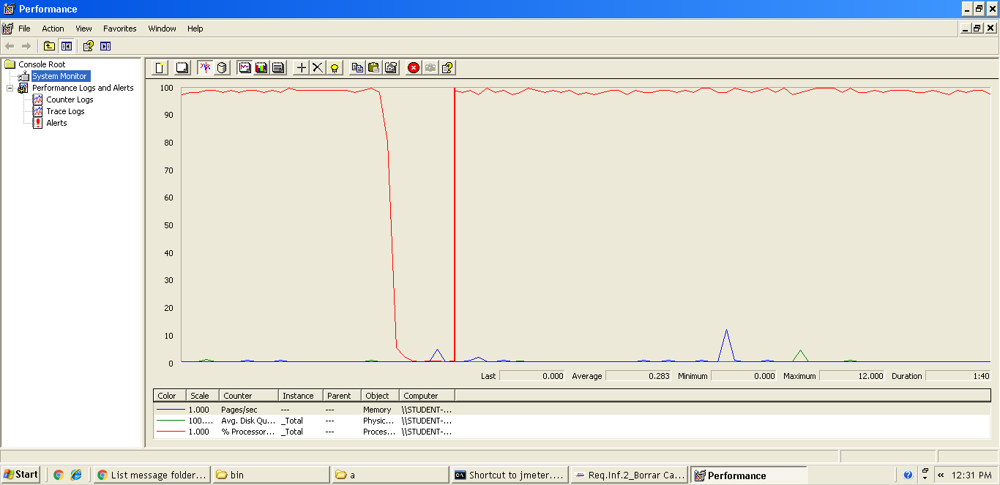 Performance
File Action View Favorites Window Help
Console Root
System Monitor
Performance Logs and Alerts
Counter Logs
Trace Logs
Alerts
100
90
80
70
60
50
40
30
20
10
0
Last 0.000 Average 0.283 Minimum 0.000 Maximum 12.000 Duration 1:40
Color Scale Counter Instance Parent Object Computer
1.000 Pages/sec --- --- Memory \\STUDENT-...
100.... Avg. Disk Qu... _Total --- Physic... \\STUDENT-...
1.000 % Processor... _Total --- Proces... \\STUDENT-...
Start List message folder... bin a Shortcut to jmeter.... Req.Inf.2_Borrar Ca... Performance 12:31 PM